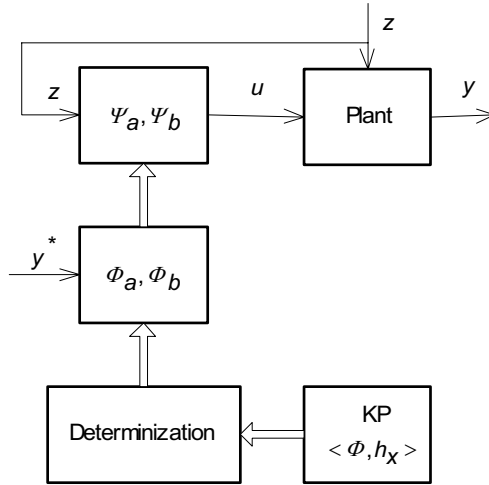 z
z
Ψa, Ψb
u
Plant
y
y*
Φa, Φb
Determinization
KP
< Φ, hx >